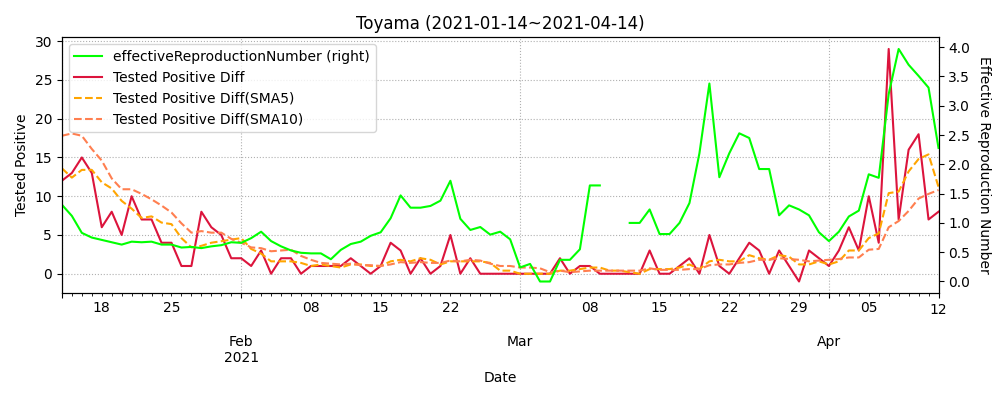 Toyama (2021-01-14~2021-04-14)
effectiveReproductionNumber (right)
Tested Positive Diff
Tested Positive Diff(SMA5)
Tested Positive Diff(SMA10)
Tested Positive
30
25
20
15
10
5
0
Effective Reproduction Number
4.0
3.5
3.0
2.5
2.0
1.5
1.0
0.5
0.0
18 25 08 15 22 08 15 22 29 05 12
Feb Mar Apr
2021
Date